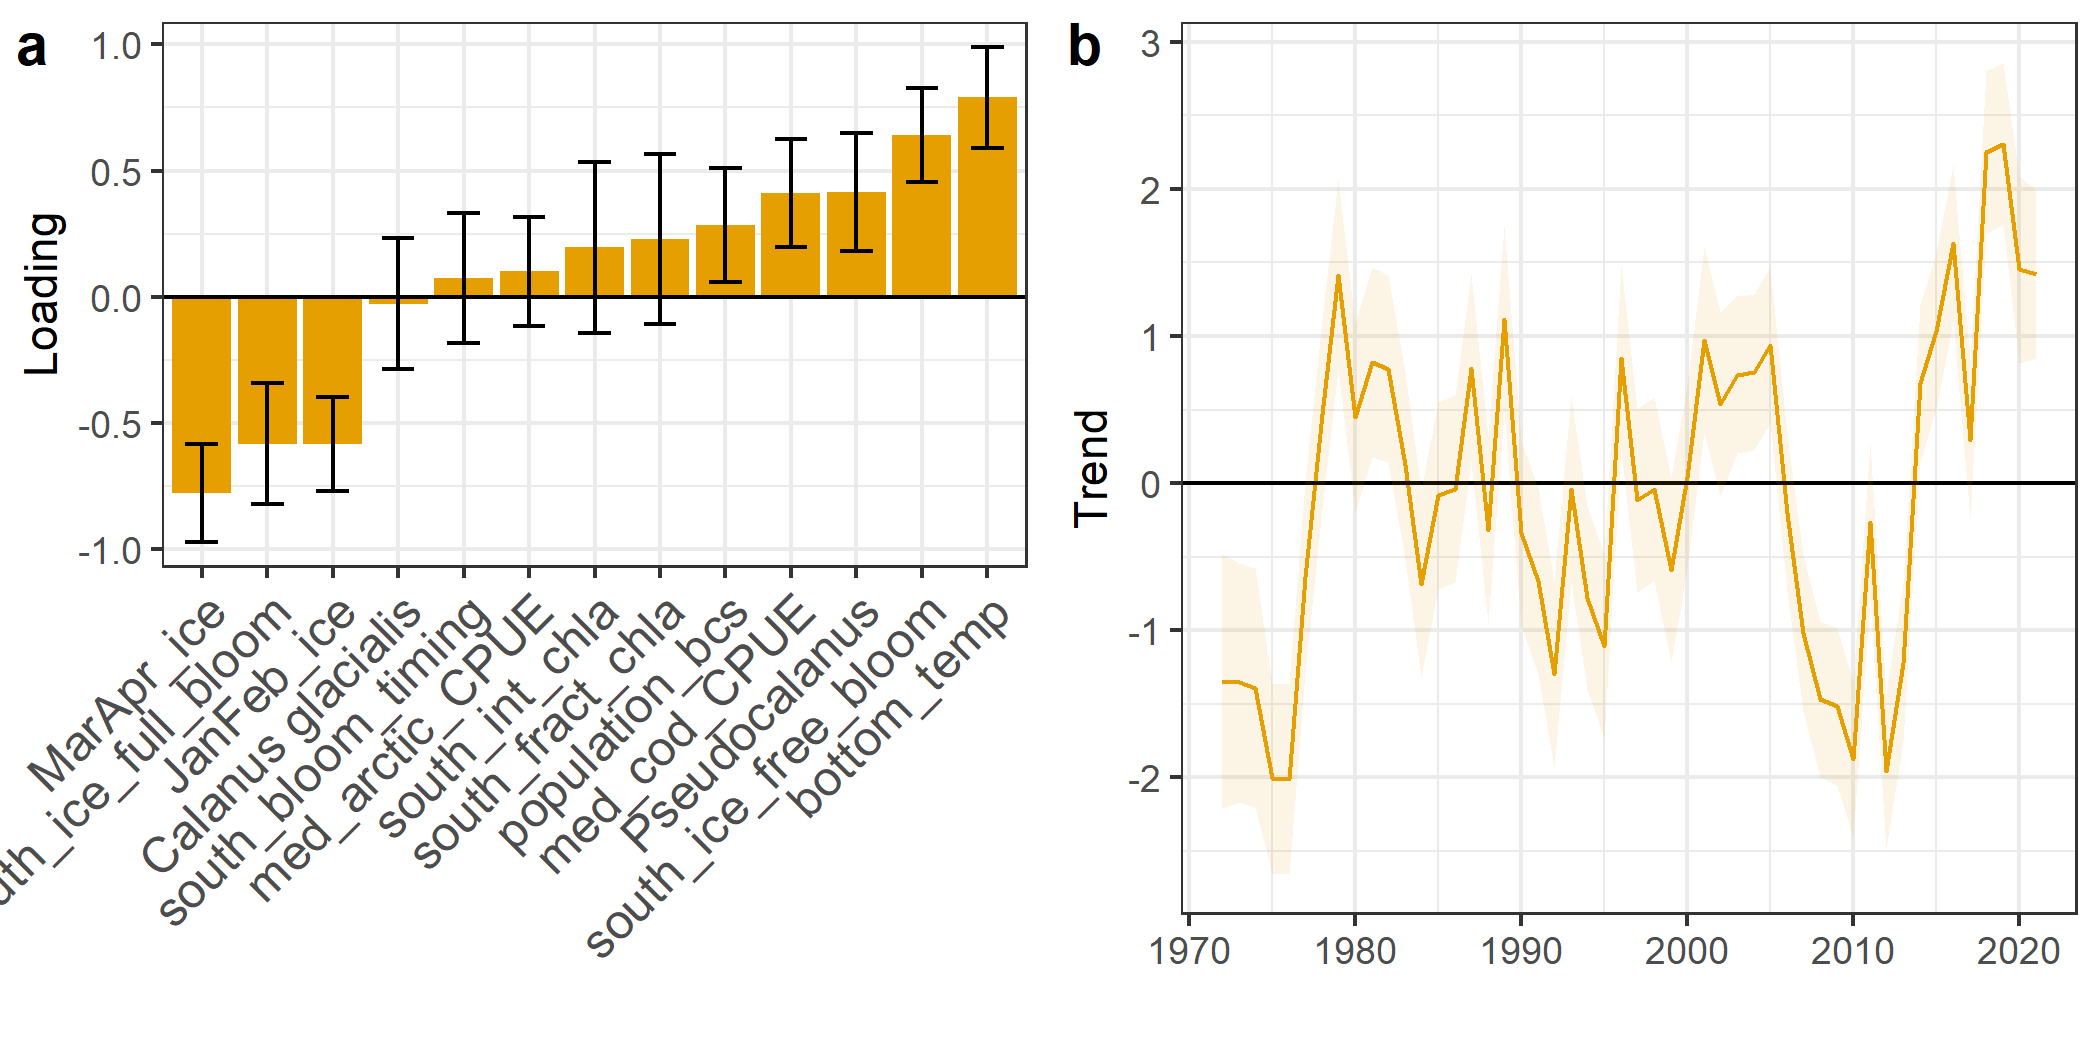 a
1.0
0.5
0.0
-0.5
-1.0
Loading
MarApr_ice
uth_ice_full_bloom
JanFeb_ice
Calanus glacialis
south_bloom_timing
med_arctic_CPUE
south_int_chla
south_fract_chla
population_bcs
med_cod_CPUE
Pseudocalanus
south_ice_free_bloom
bottom_temp
b
3
2
1
0
-1
-2
Trend
1970 1980 1990 2000 2010 2020